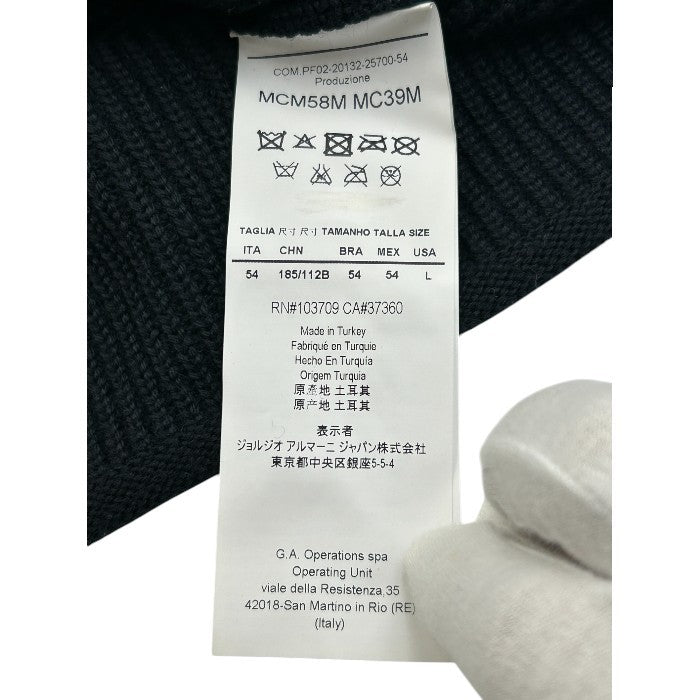 COM.PF02-20132-25700-54
Produzione
MCM58M MC39M
TAGLIA 尺寸 尺寸 TAMANHO TALLA SIZE
ITA CHN BRA MEX USA
54 185/112B 54 54 L
RN#103709 CA#37360
Made in Turkey
Fabriqué en Turquie
Hecho En Turquía
Origem Turquia
原產地 土耳其
原产地 土耳其
表示者
ジョルジオ アルマーニ ジャパン株式会社
東京都中央区銀座5-5-4
G.A. Operations spa
Operating Unit
viale della Resistenza,35
42018-San Martino in Rio (RE)
(Italy)